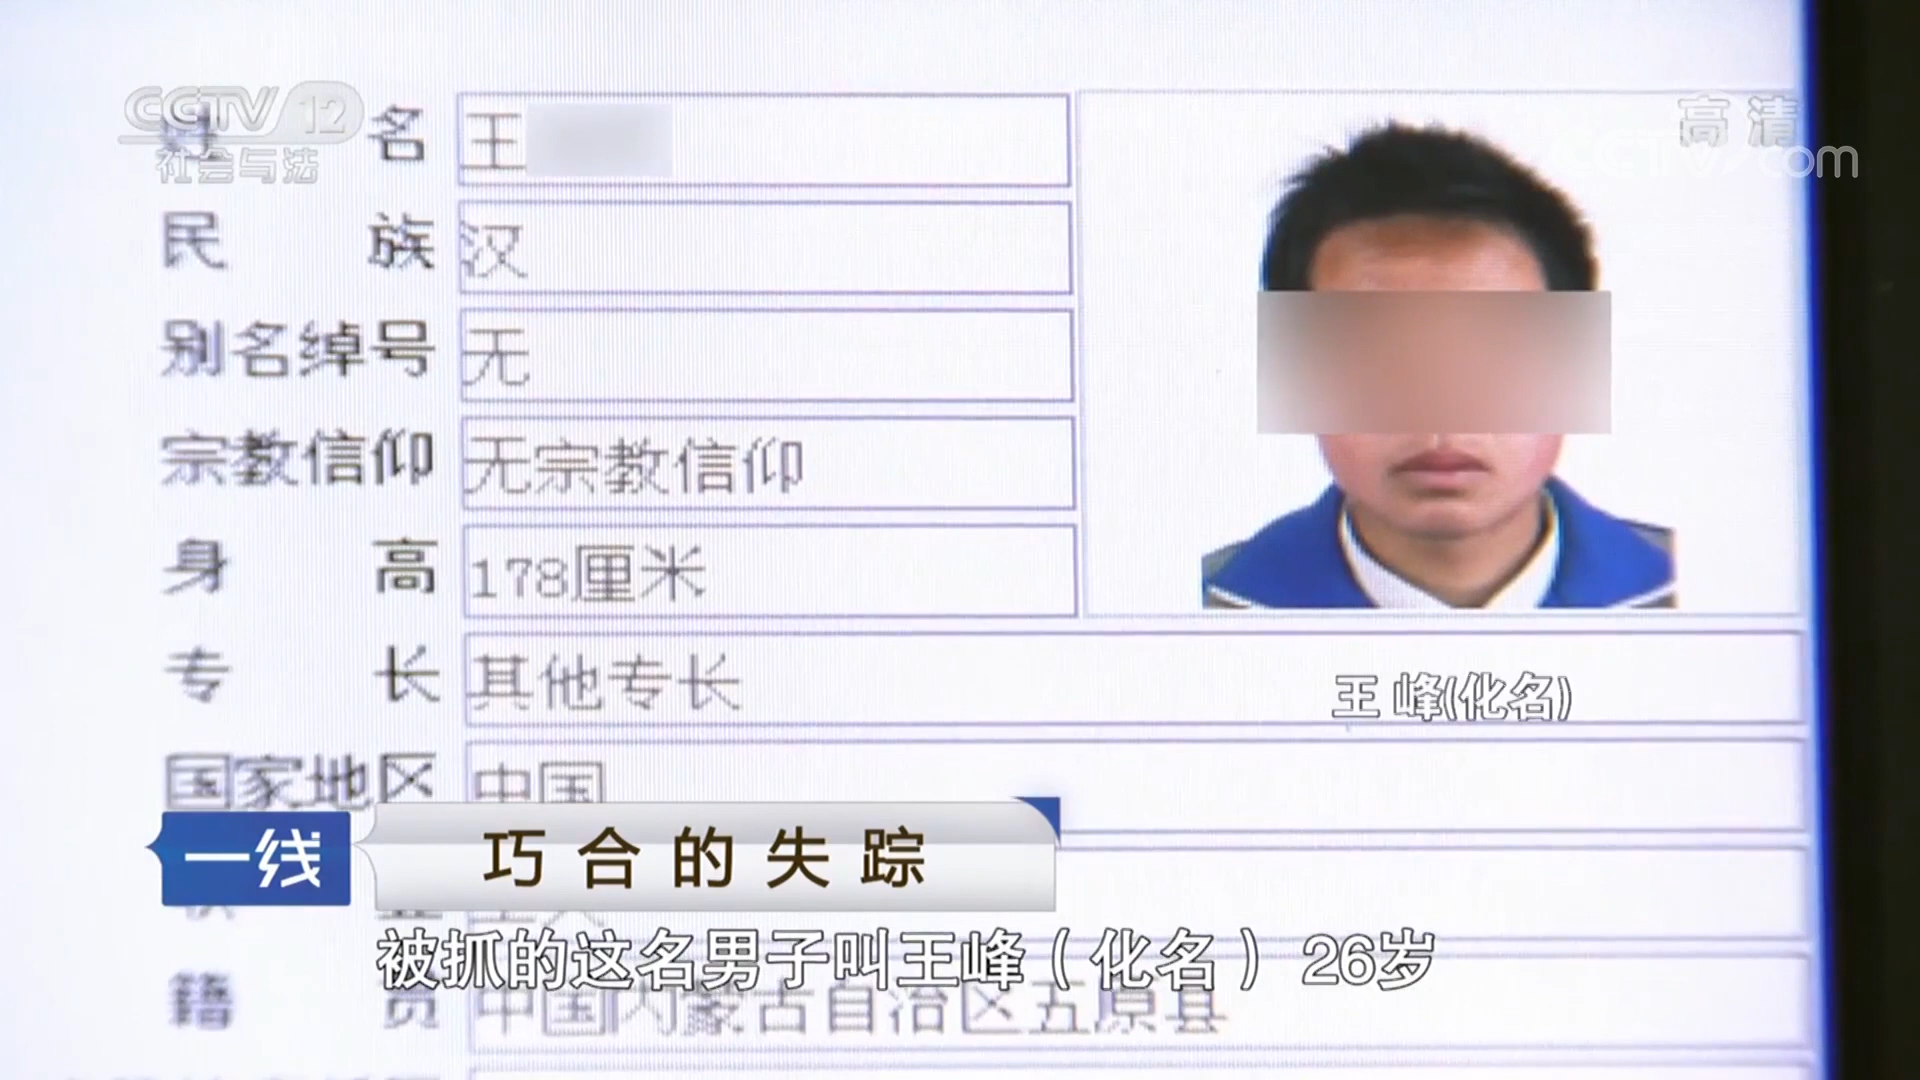 CCTV 12
社会与法
高清
CCTV.com
姓名 王
民族 汉
别名绰号 无
宗教信仰 无宗教信仰
身高 178厘米
专长 其他专长
王 峰(化名)
国家地区 中国
一线 巧合的失踪
被抓的这名男子叫王峰（化名） 26岁
籍 中国内蒙古自治区五原县